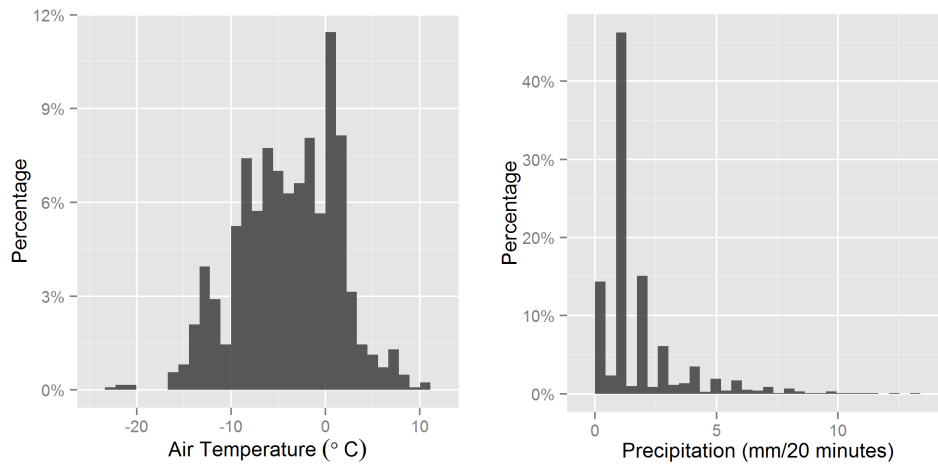 12%
9%
6%
3%
0%
Percentage
-20 -10 0 10
Air Temperature (° C)
40%
30%
20%
10%
0%
Percentage
0 5 10
Precipitation (mm/20 minutes)